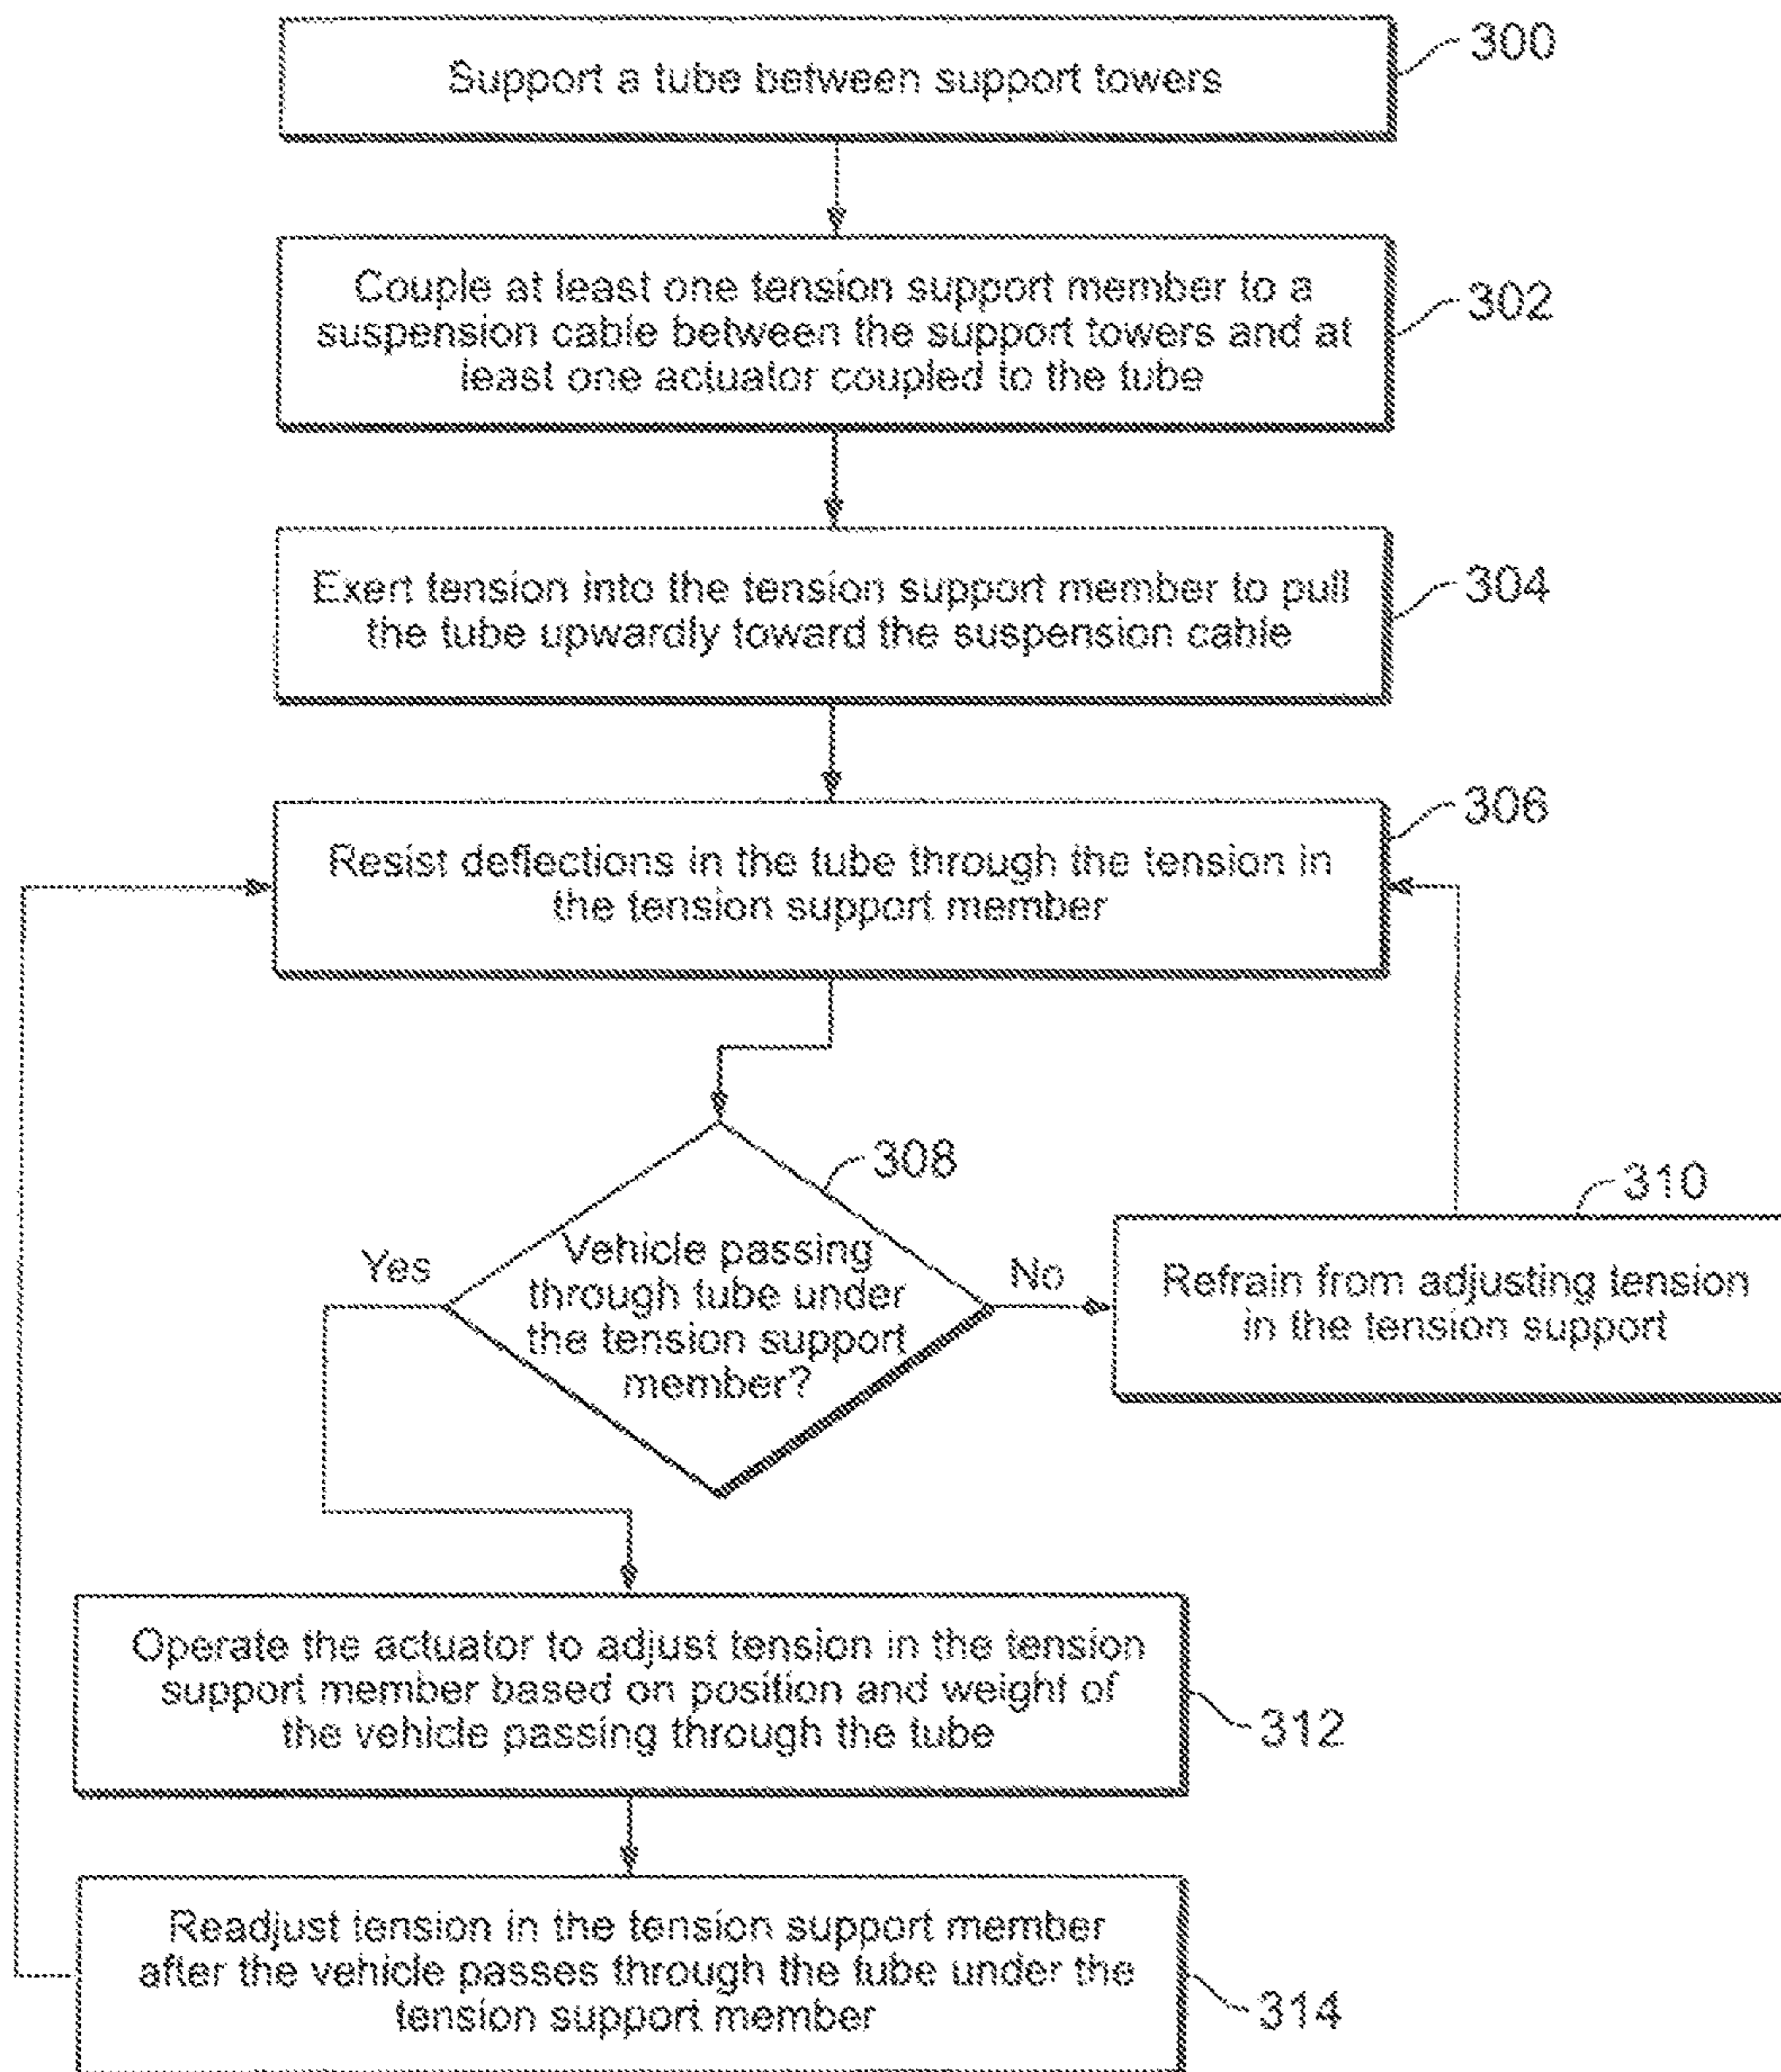 Support a tube between support towers
300
Couple at least one tension support member to a
suspension cable between the support towers and at
least one actuator coupled to the tube
302
Exert tension into the tension support member to pull
the tube upwardly toward the suspension cable
304
Resist deflections in the tube through the tension in
the tension support member
306
308
Vehicle passing
through tube under
the tension support
member?
Yes
No
310
Refrain from adjusting tension
in the tension support
Operate the actuator to adjust tension in the tension
support member based on position and weight of
the vehicle passing through the tube
312
Readjust tension in the tension support member
after the vehicle passes through the tube under the
tension support member
314